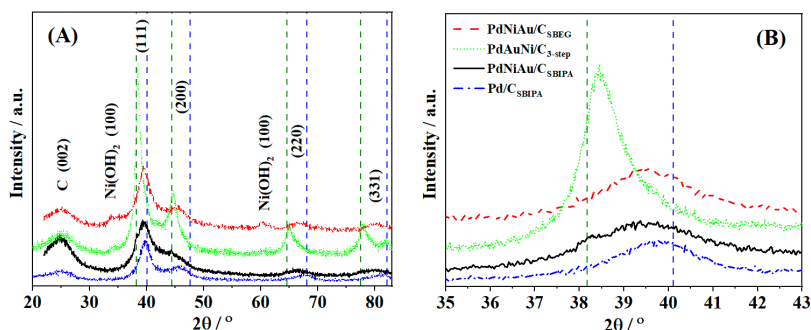 (A)
C (002)
Ni(OH)2 (100)
(111)
(200)
Ni(OH)2 (100)
(220)
(331)
Intensity / a.u.
20 30 40 50 60 70 80
2θ / °
(B)
PdNiAu/CSBEG
PdAuNi/C3-step
PdNiAu/CSBIPA
Pd/CSBIPA
Intensity / a.u.
35 36 37 38 39 40 41 42 43
2θ / °